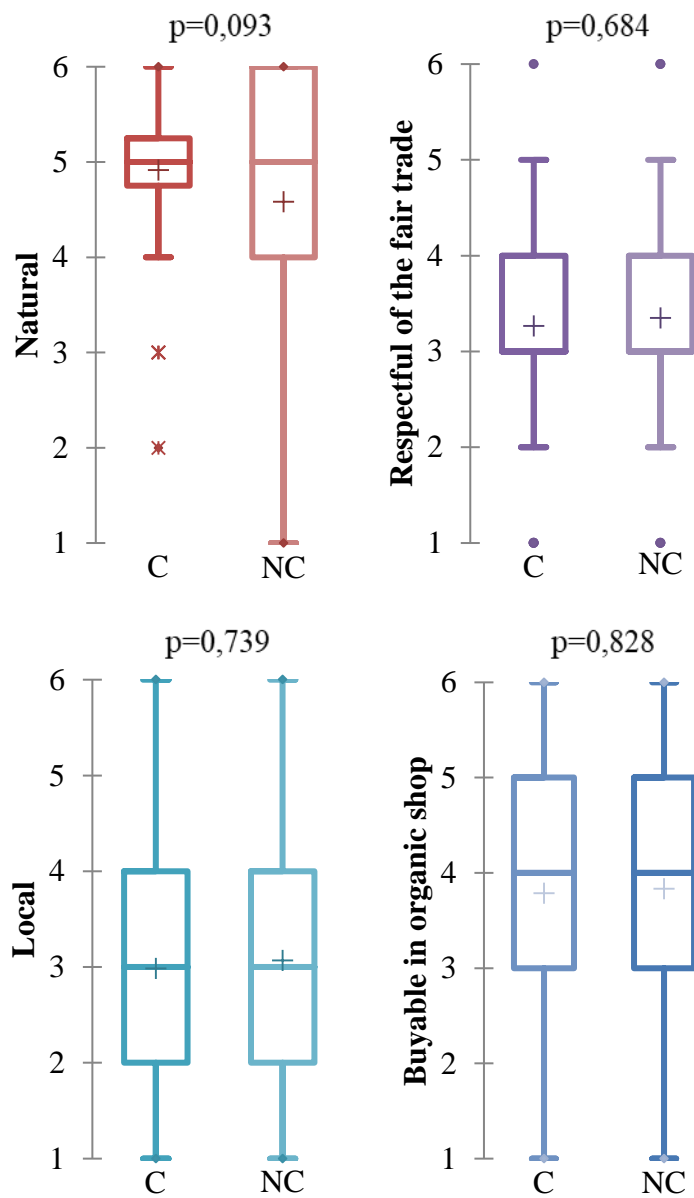 p=0,093
Natural
6
5
4
3
2
1
C
NC
p=0,684
Respectful of the fair trade
6
5
4
3
2
1
C
NC
p=0,739
Local
6
5
4
3
2
1
C
NC
p=0,828
Buyable in organic shop
6
5
4
3
2
1
C
NC